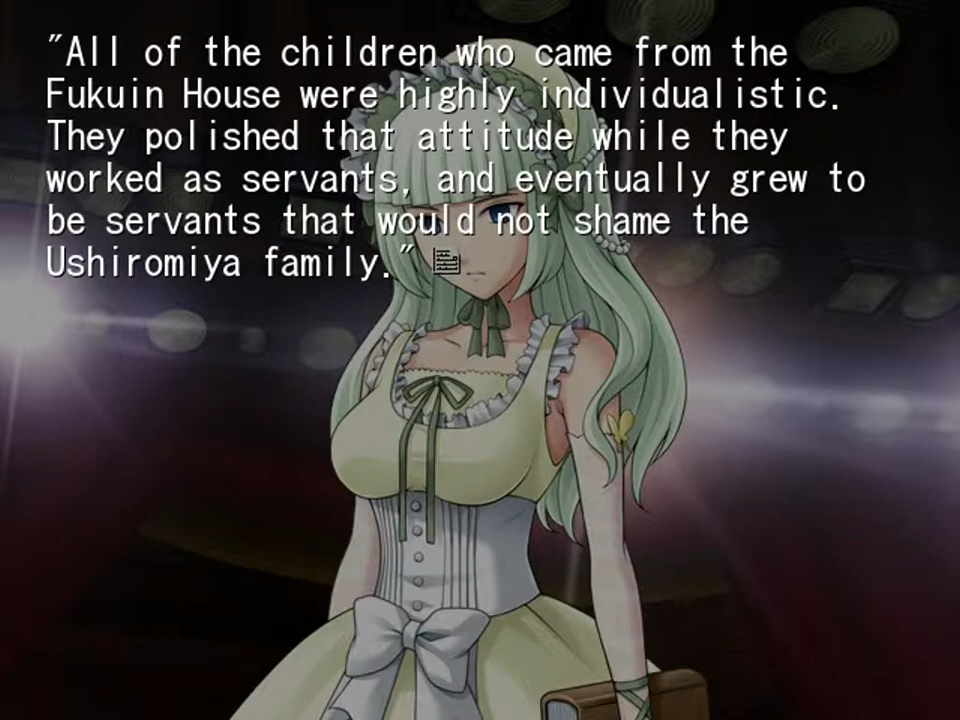 "All of the children who came from the
Fukuin House were highly individualistic.
They polished that attitude while they
worked as servants, and eventually grew to
be servants that would not shame the
Ushiromiya family."